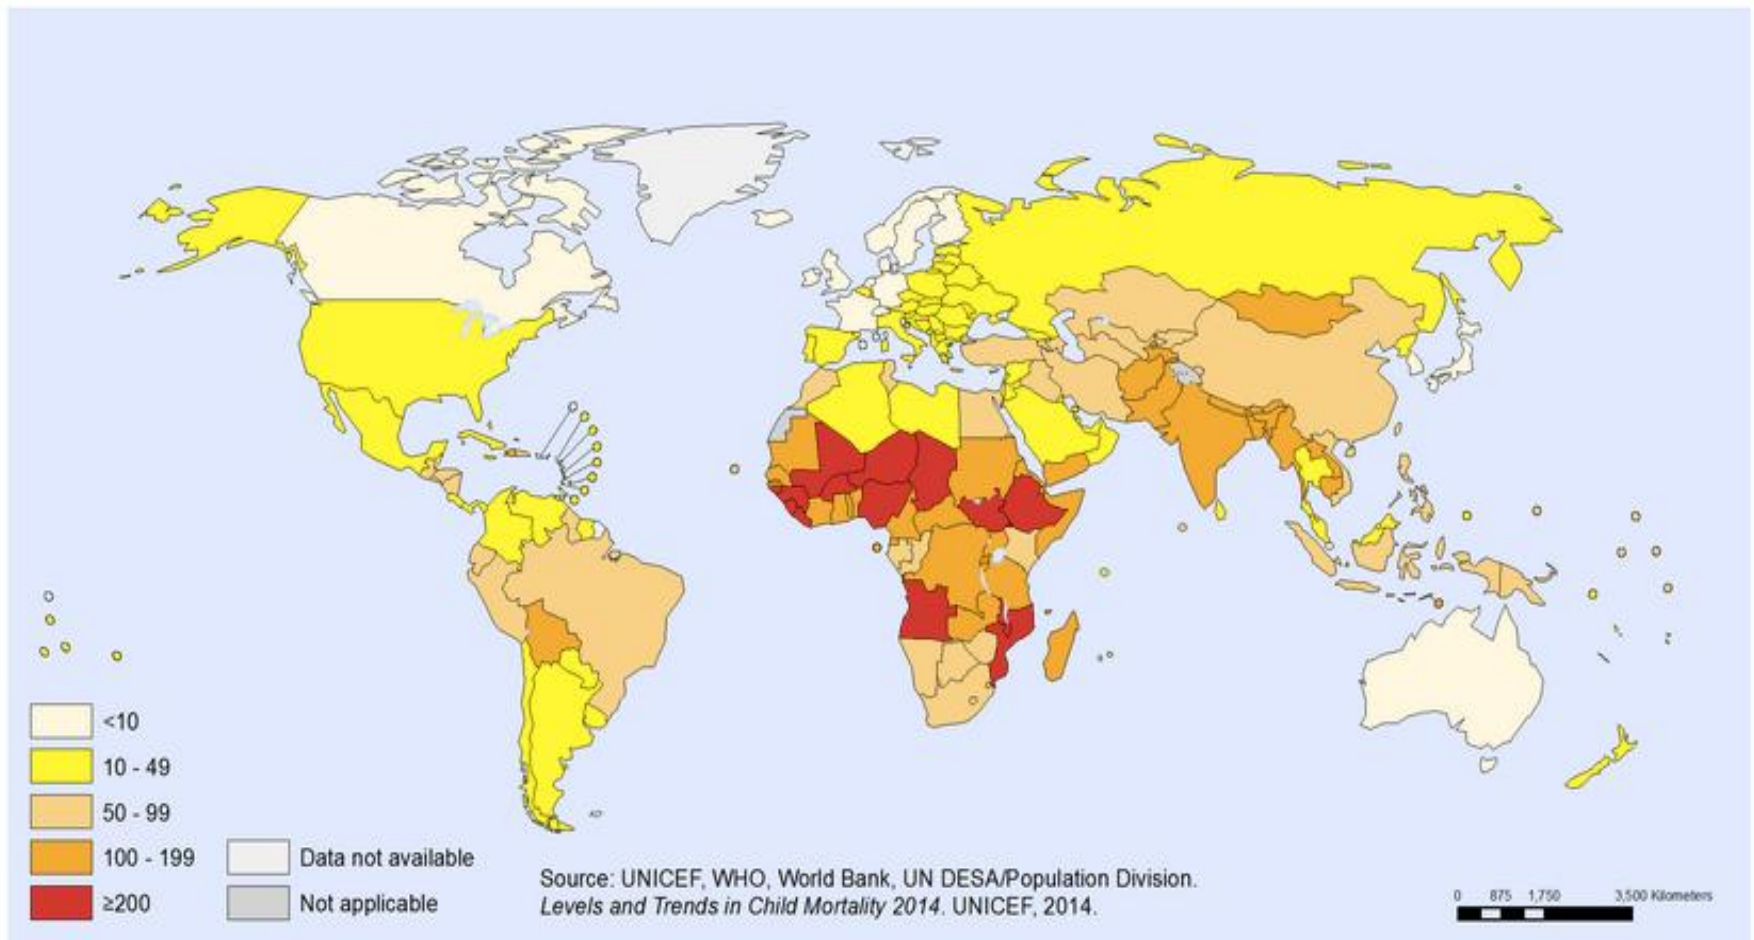 <10
10 - 49
50 - 99
100 - 199
≥200
Data not available
Not applicable
Source: UNICEF, WHO, World Bank, UN DESA/Population Division.
Levels and Trends in Child Mortality 2014. UNICEF, 2014.
0 875 1,750 3,500 Kilometers